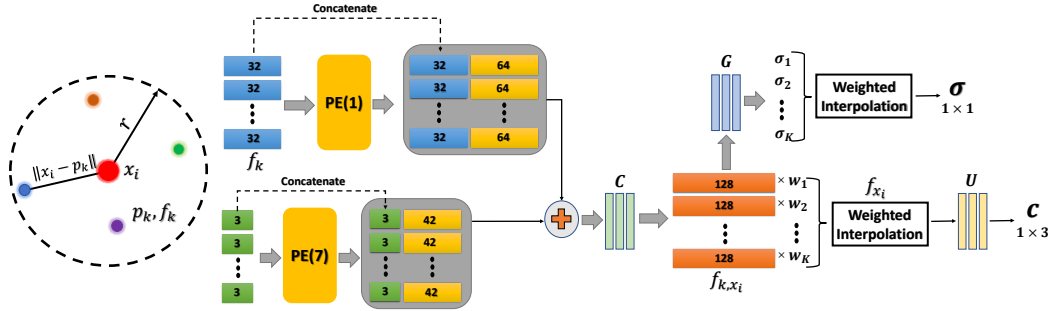 r
‖x_i − p_k‖
x_i
p_k, f_k
Concatenate
32
32
32
f_k
PE(1)
32 64
32 64
32 64
Concatenate
3
3
3
PE(7)
3 42
3 42
3 42
C
G
128 × w_1
128 × w_2
128 × w_K
f_{k,x_i}
σ_1
σ_2
σ_K
Weighted
Interpolation
σ
1 × 1
f_{x_i}
Weighted
Interpolation
U
c
1 × 3